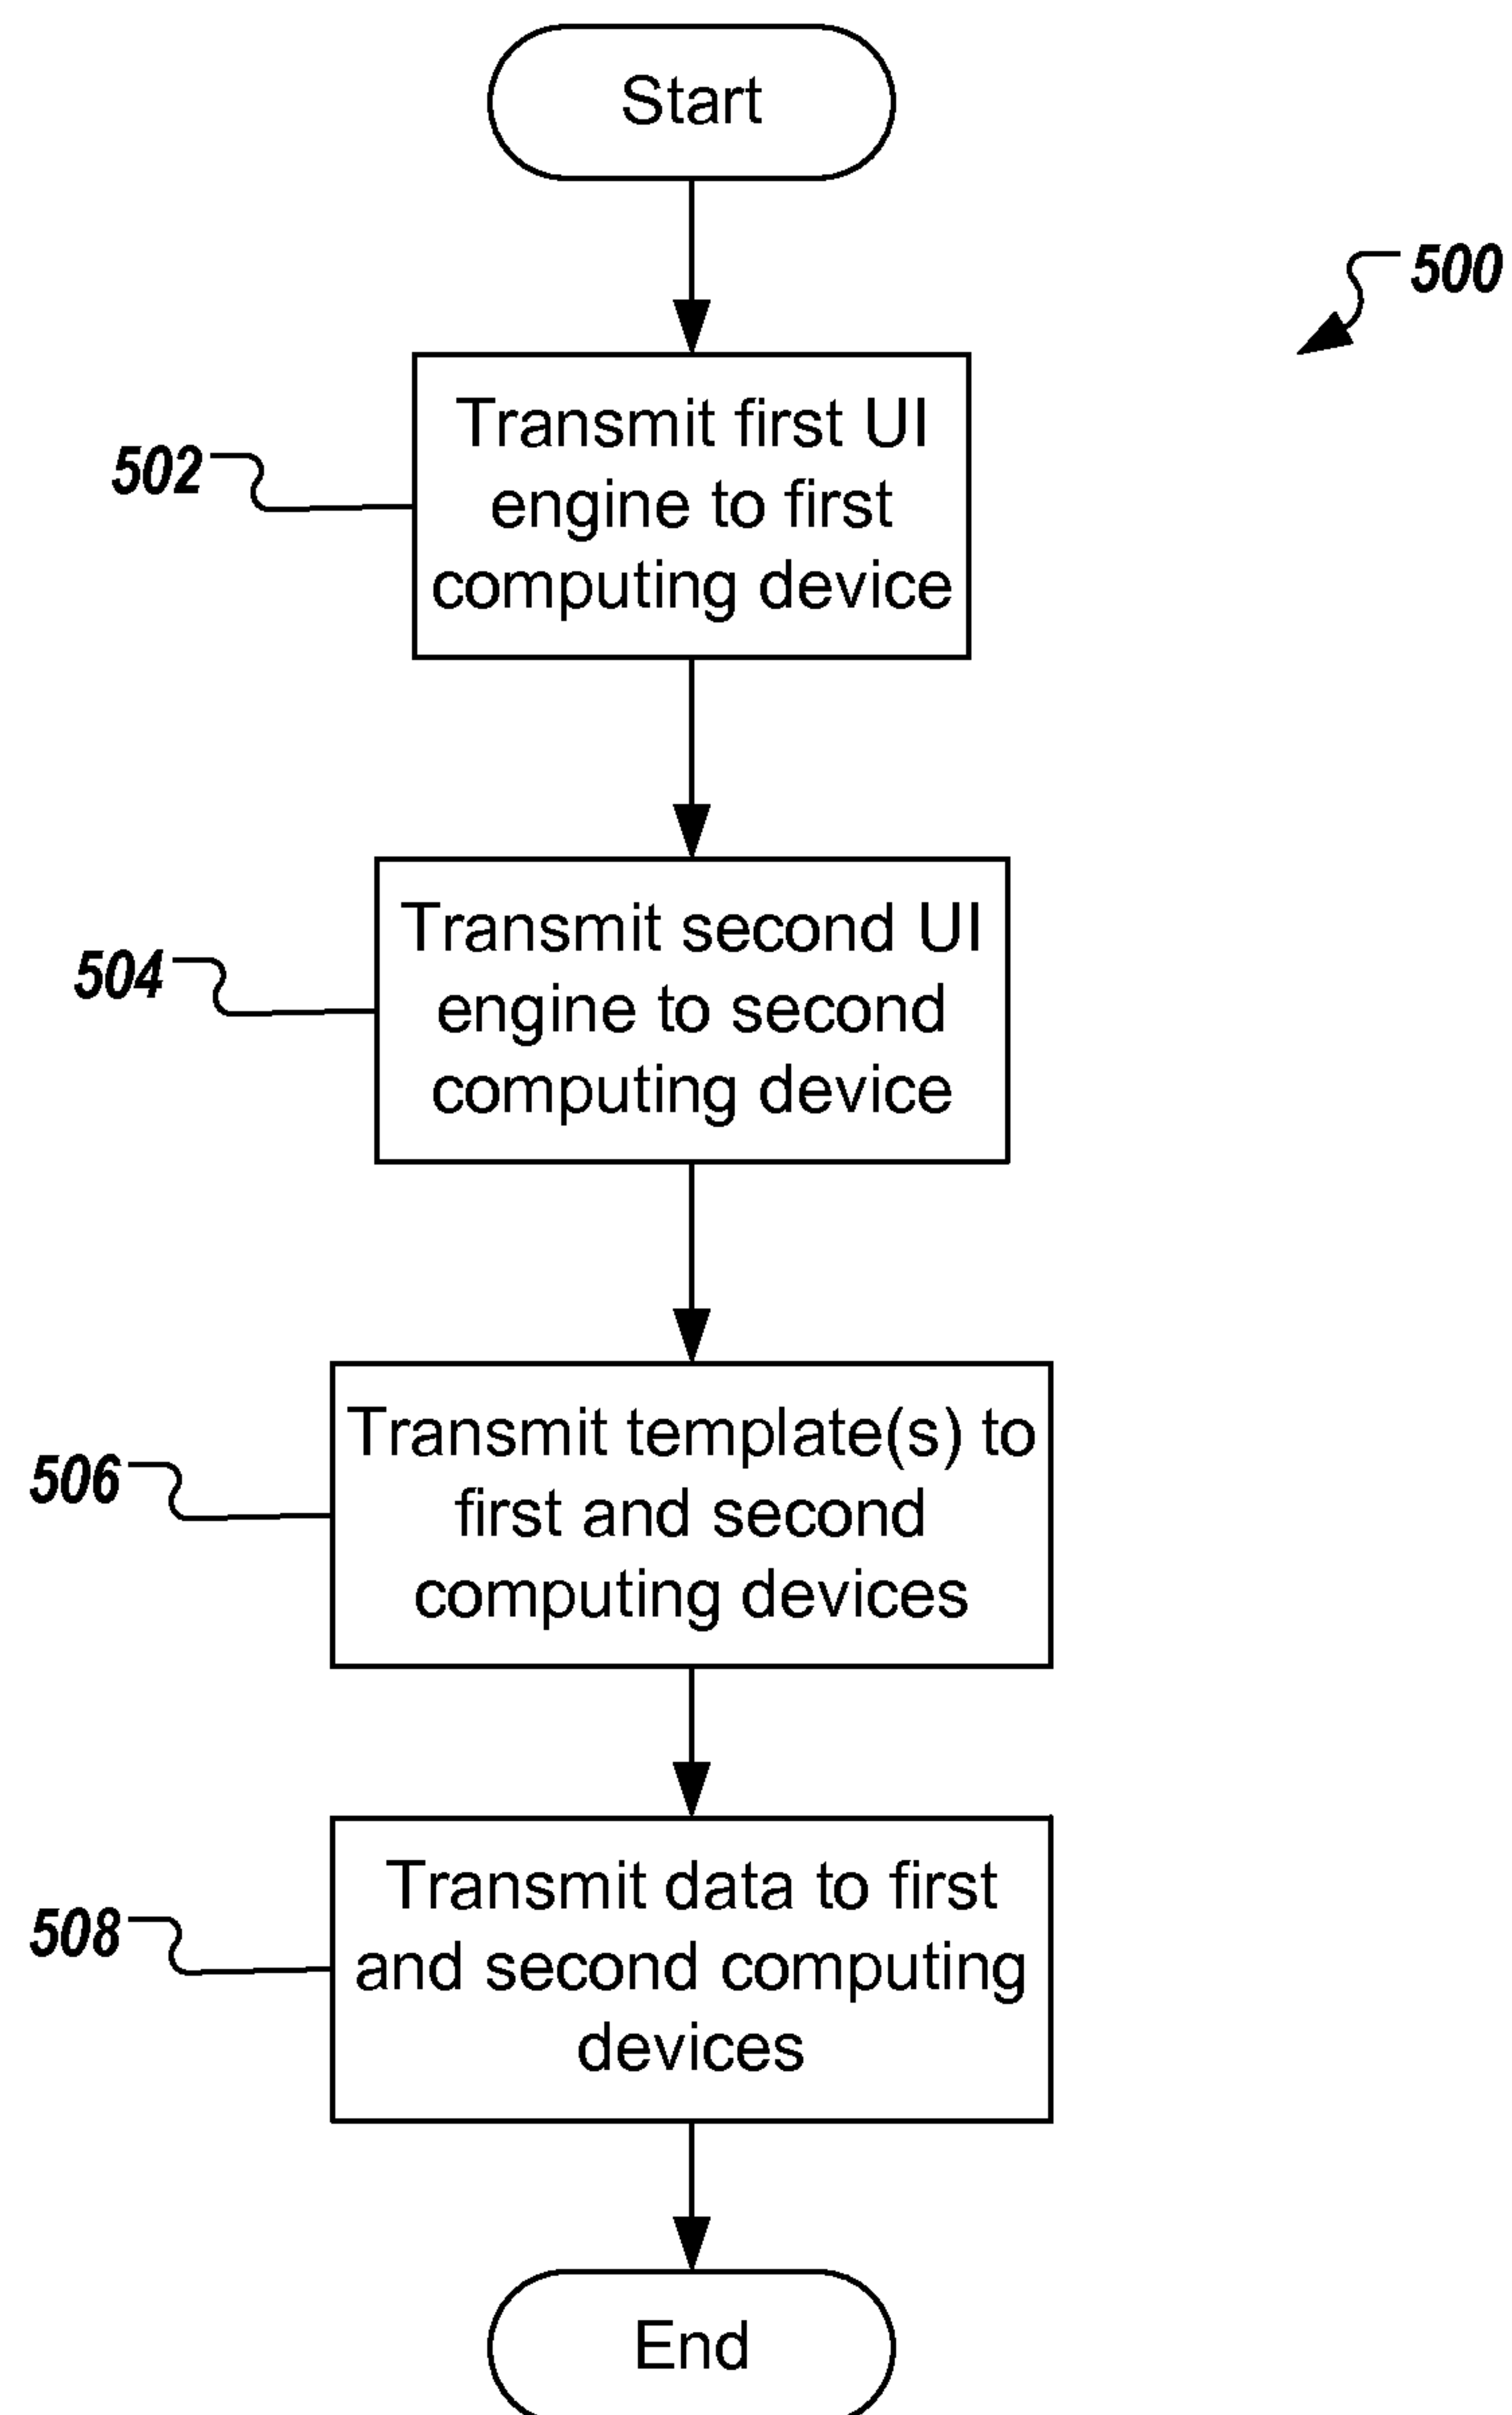 Start
500
Transmit first UI
engine to first
computing device
502
Transmit second UI
engine to second
computing device
504
Transmit template(s) to
first and second
computing devices
506
Transmit data to first
and second computing
devices
508
End